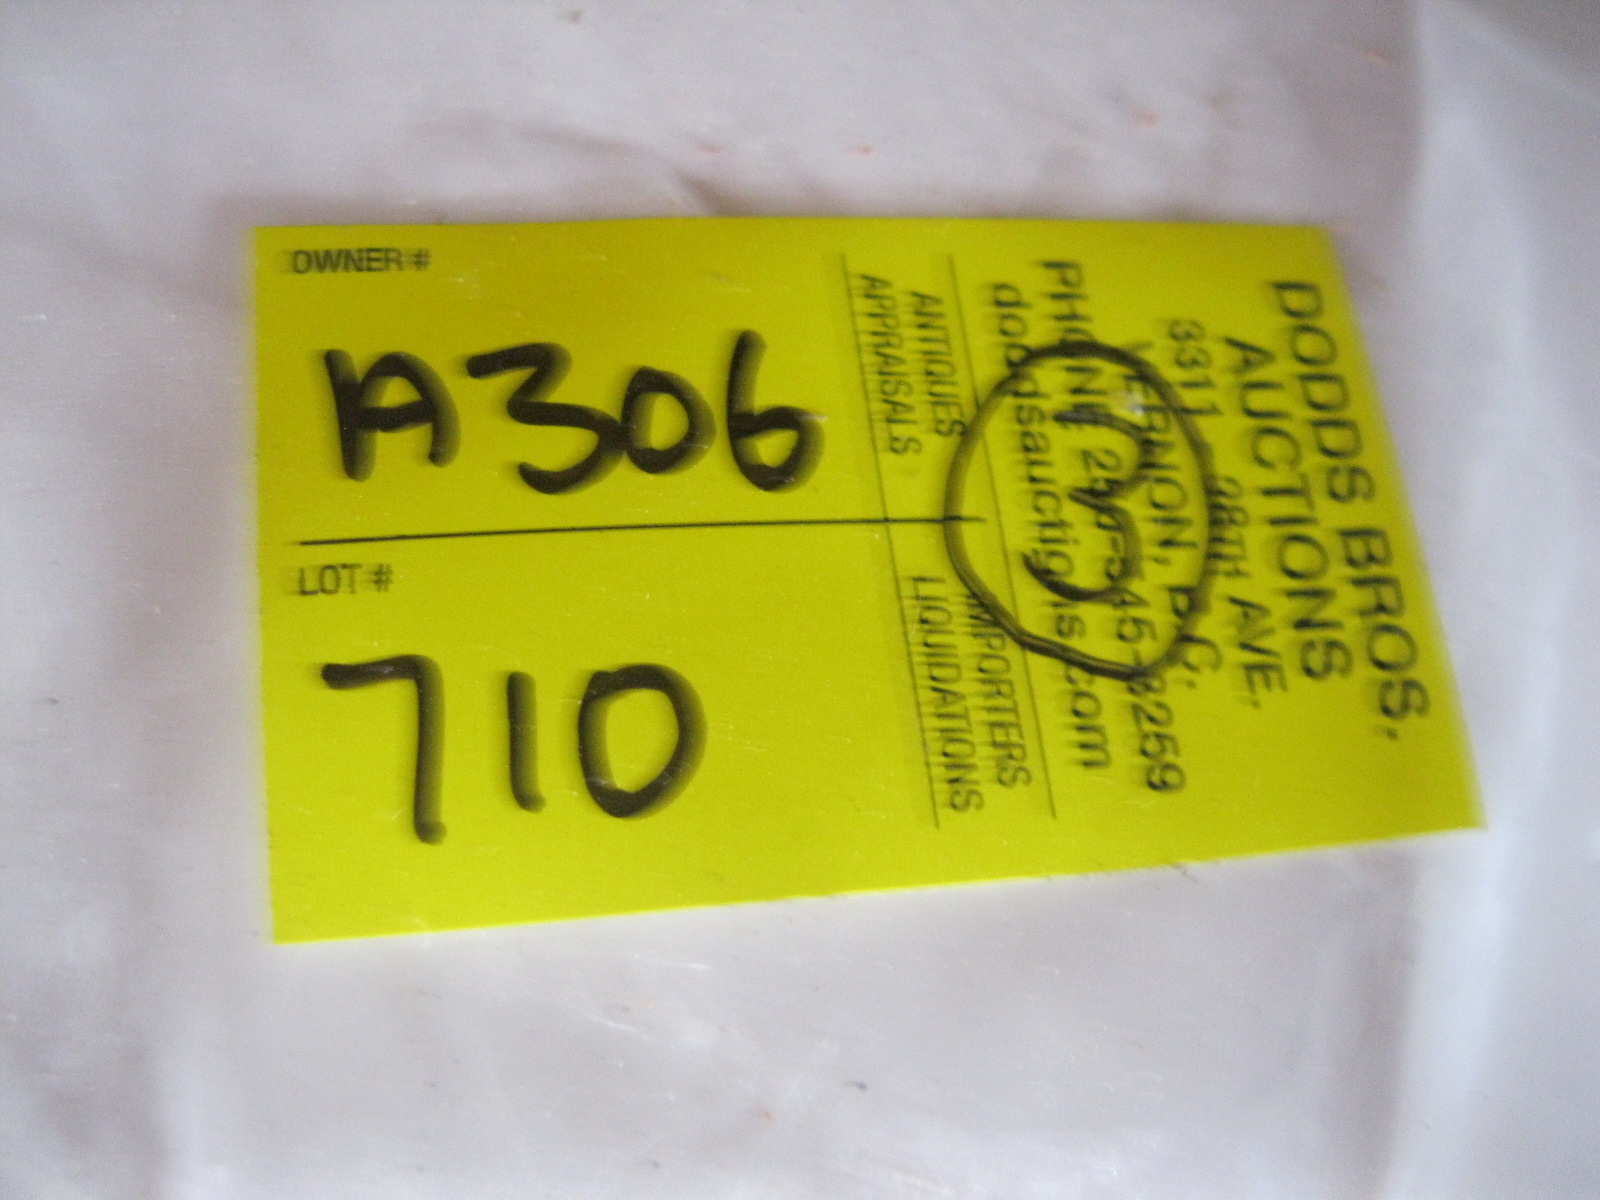 OWNER #
A306
LOT #
710
DODDS BROS.
AUCTIONS
3311 - 28TH AVE.
VERNON, B.C.
PHONE 250-545-3259
doddsauctions.com
3
ANTIQUES
APPRAISALS
IMPORTERS
LIQUIDATIONS